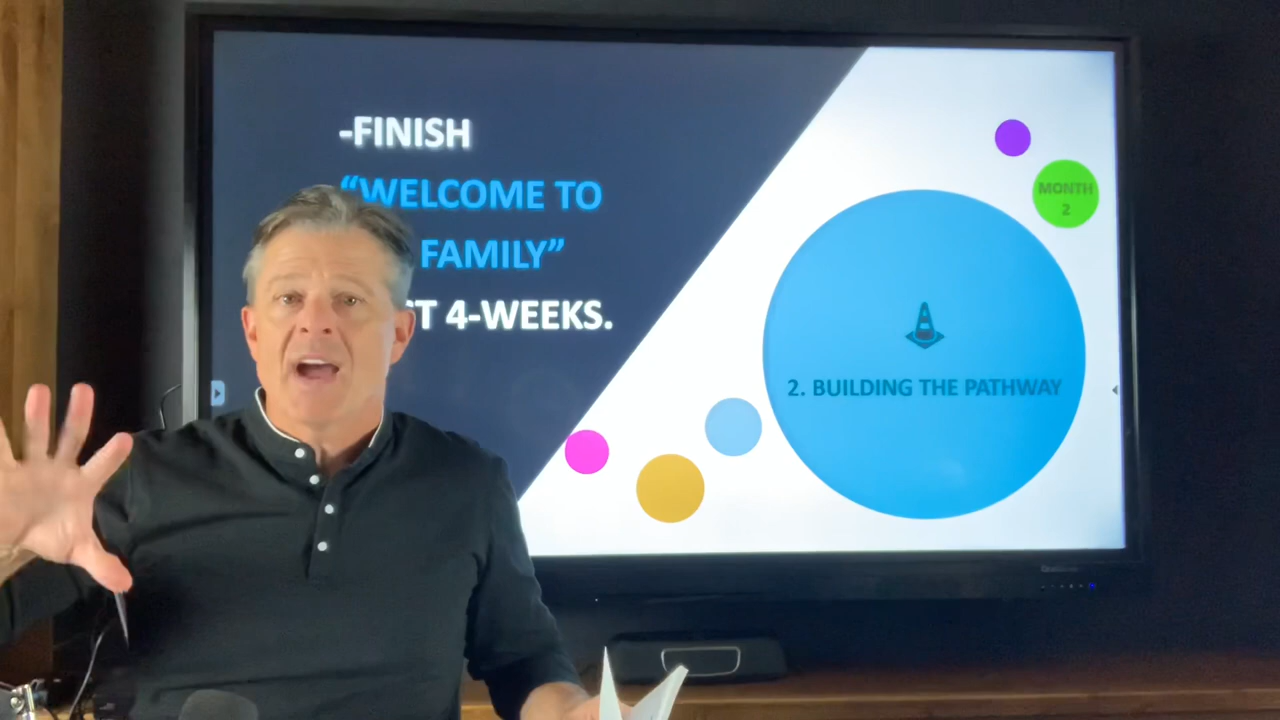 -FINISH
“WELCOME TO
FAMILY”
4-WEEKS.
MONTH
2
2. BUILDING THE PATHWAY